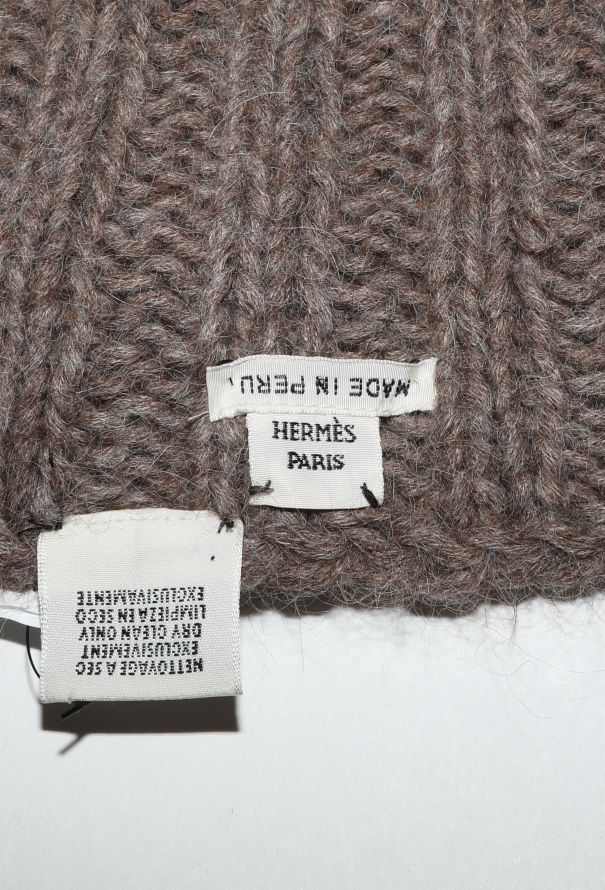 MADE IN PERU
HERMÈS
PARIS
NETTOYAGE A SEC
EXCLUSIVEMENT
DRY CLEAN ONLY
LIMPIEZA EN SECO
EXCLUSIVAMENTE